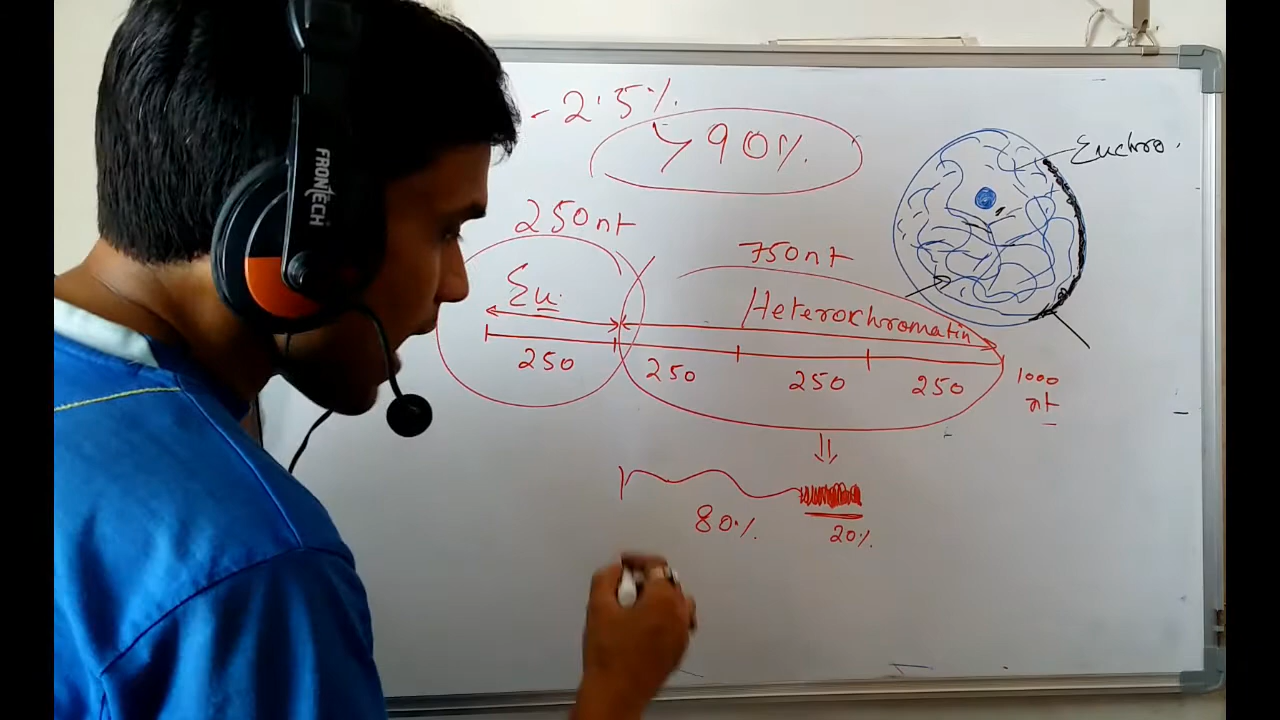 - 2.5%
90%
Euchro.
250nt
750nt
Eu.
Heterochromatin
250
250
250
250
1000
nt
80%
20%
FRONTECH